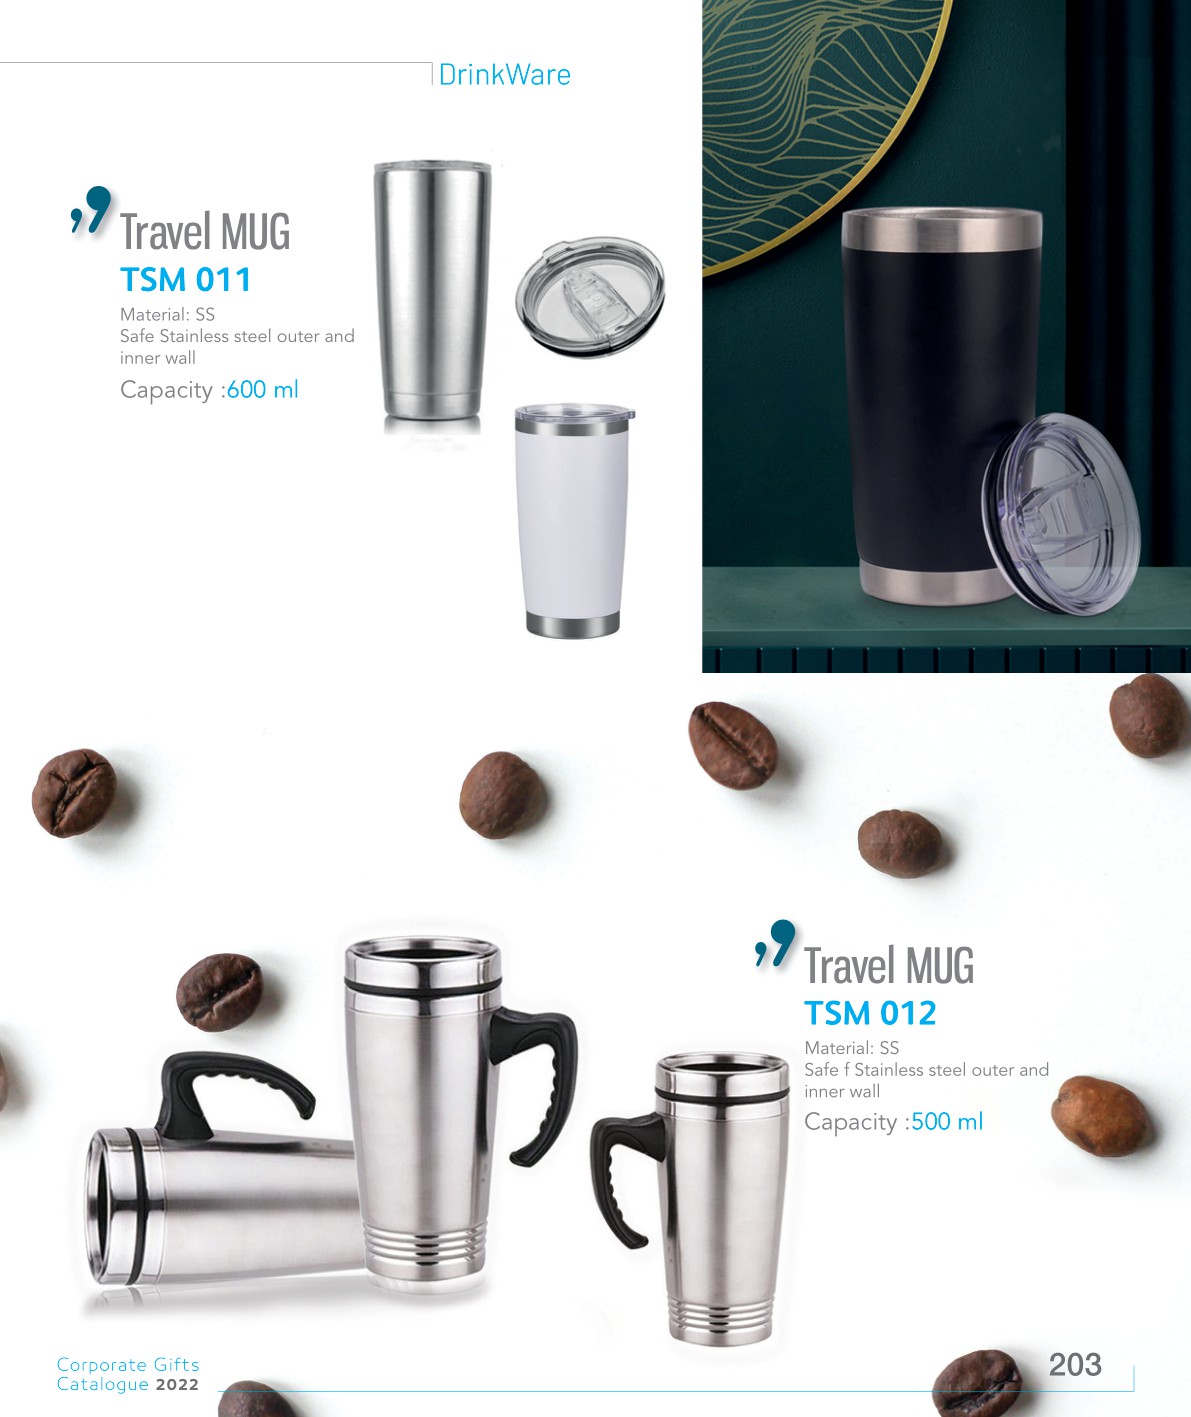 DrinkWare
Travel MUG
TSM 011
Material: SS
Safe Stainless steel outer and
inner wall
Capacity :600 ml
Travel MUG
TSM 012
Material: SS
Safe f Stainless steel outer and
inner wall
Capacity :500 ml
Corporate Gifts
Catalogue 2022
203